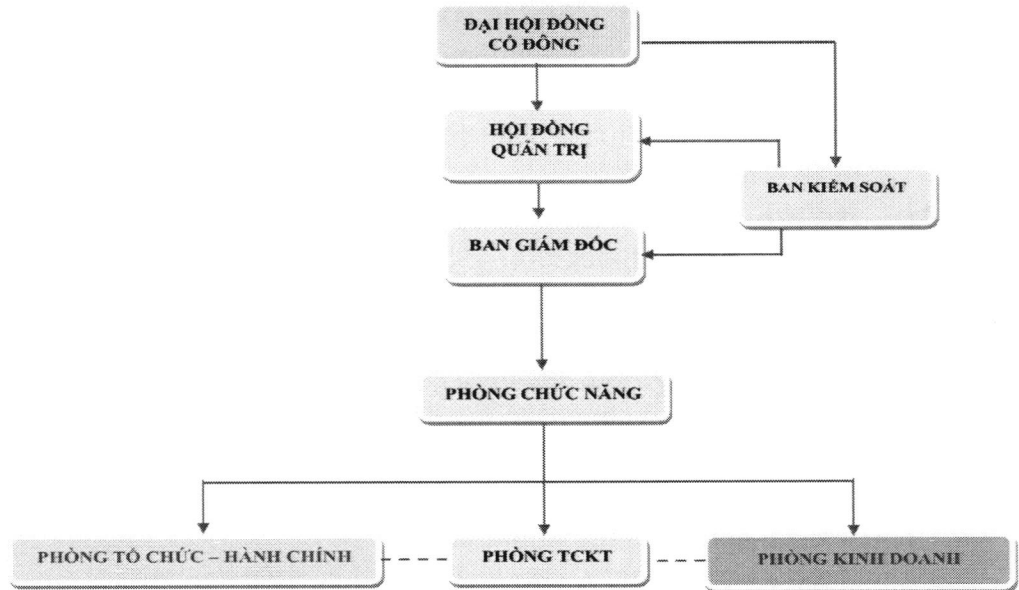 ĐẠI HỘI ĐỒNG
CỔ ĐÔNG
HỘI ĐỒNG
QUẢN TRỊ
BAN KIỂM SOÁT
BAN GIÁM ĐỐC
PHÒNG CHỨC NĂNG
PHÒNG TỔ CHỨC – HÀNH CHÍNH
PHÒNG TCKT
PHÒNG KINH DOANH